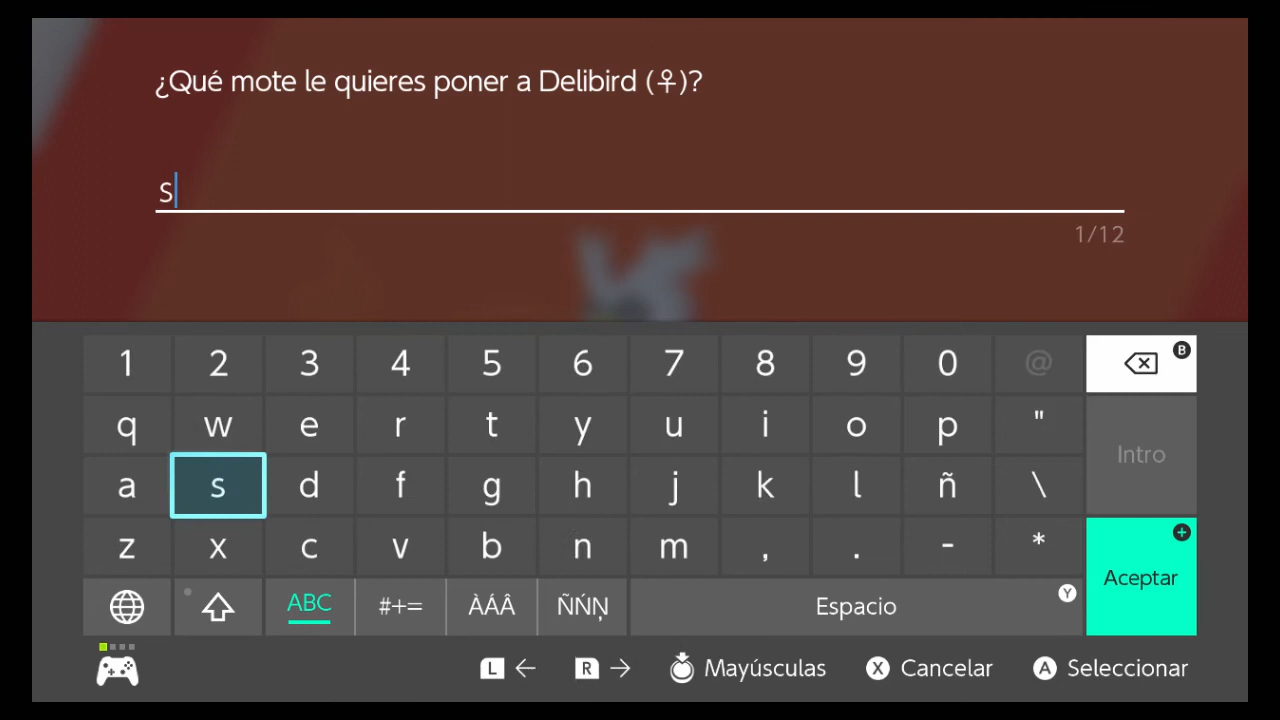 ¿Qué mote le quieres poner a Delibird (♀)?
s
1/12
1 2 3 4 5 6 7 8 9 0 @ B
q w e r t y u i o p "
Intro
a s d f g h j k l ñ \
z x c v b n m , . - *
+ Aceptar
ABC #+= ÀÁÂ ÑŃŅ Espacio Y
L ← R → Mayúsculas X Cancelar A Seleccionar